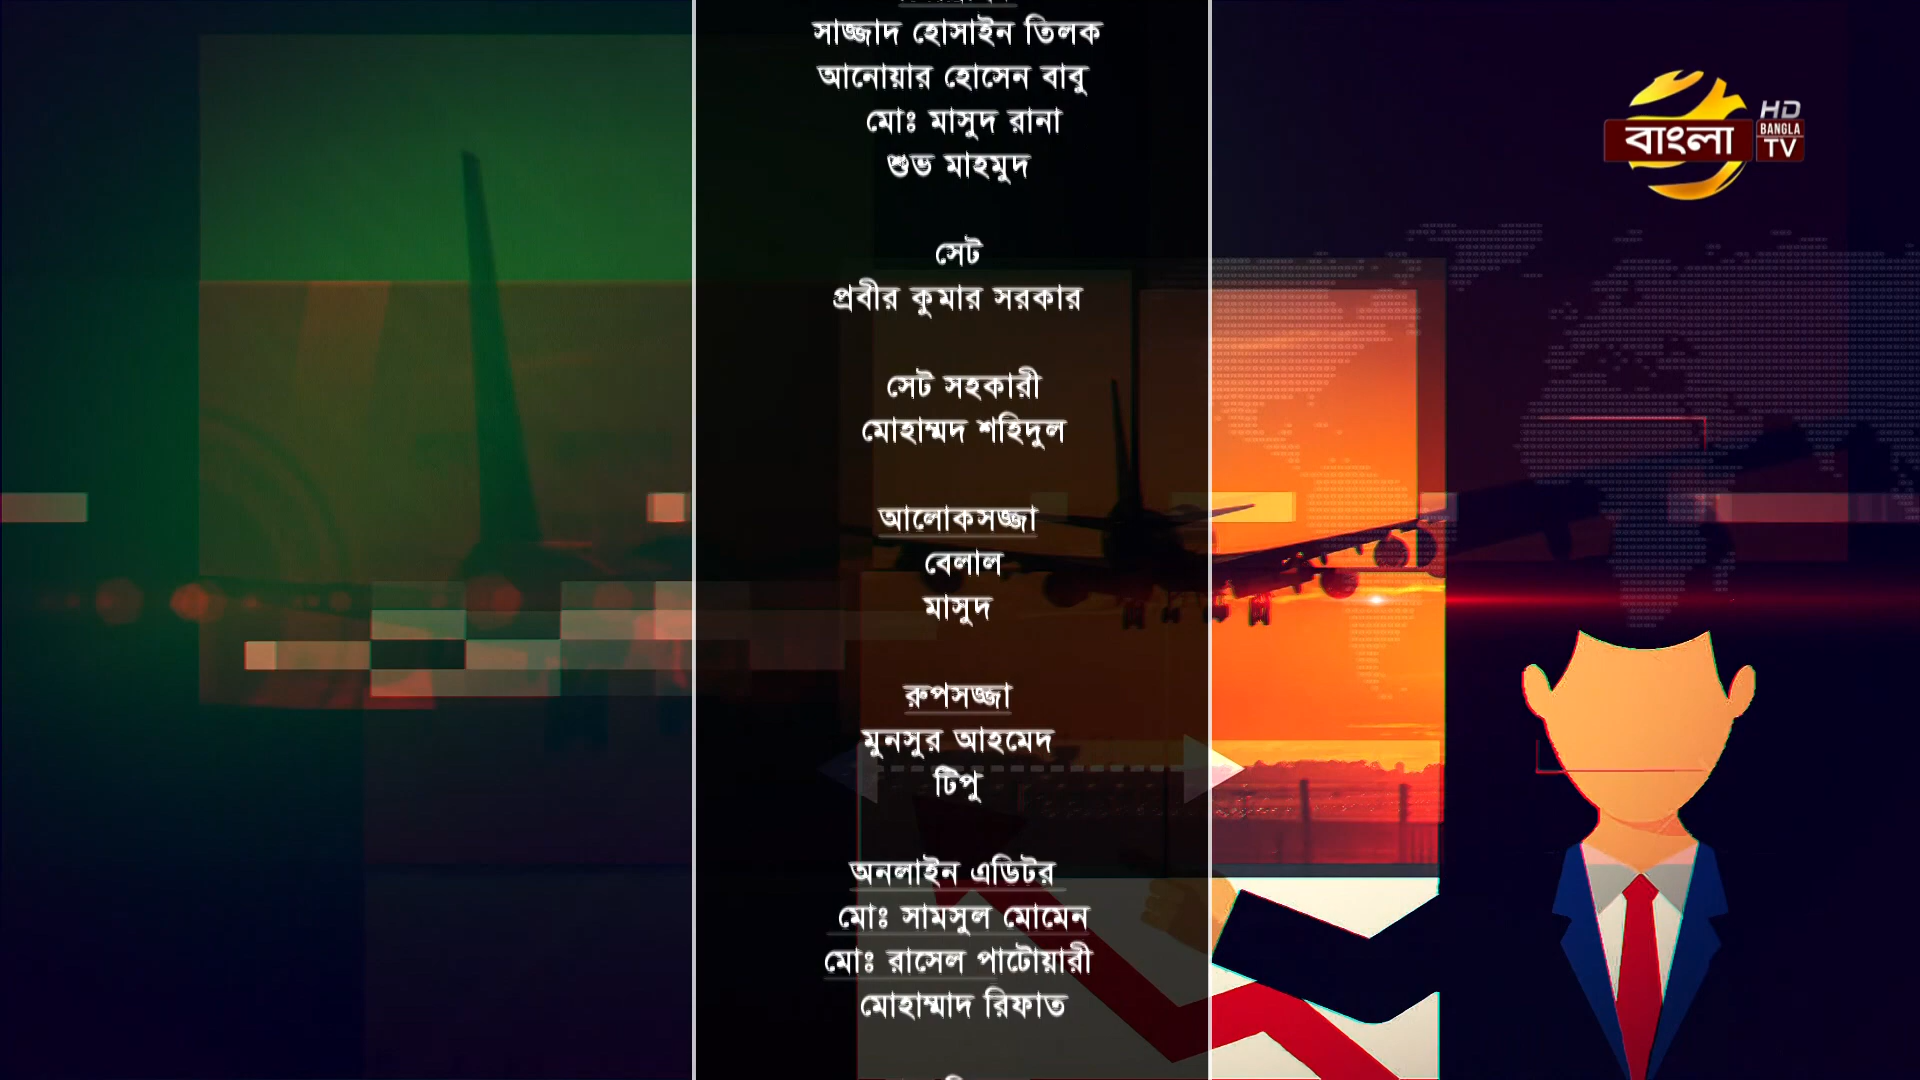 সাজ্জাদ হোসাইন তিলক
আনোয়ার হোসেন বাবু
মোঃ মাসুদ রানা
শুভ মাহমুদ
সেট
প্রবীর কুমার সরকার
সেট সহকারী
মোহাম্মদ শহিদুল
আলোকসজ্জা
বেলাল
মাসুদ
রুপসজ্জা
মুনসুর আহমেদ
টিপু
অনলাইন এডিটর
মোঃ সামসুল মোমেন
মোঃ রাসেল পাটোয়ারী
মোহাম্মাদ রিফাত
বাংলা
HD
BANGLA
TV